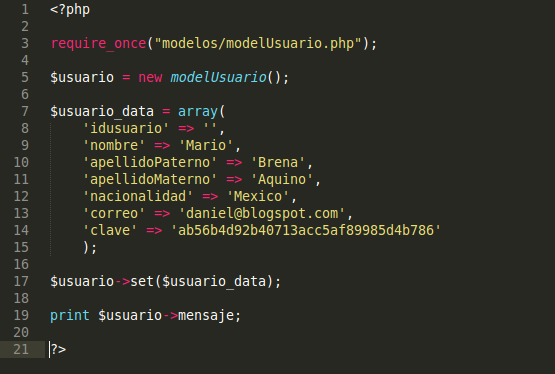 1 <?php
2
3 require_once("modelos/modelUsuario.php");
4
5 $usuario = new modelUsuario();
6
7 $usuario_data = array(
8 'idusuario' => '',
9 'nombre' => 'Mario',
10 'apellidoPaterno' => 'Brena',
11 'apellidoMaterno' => 'Aquino',
12 'nacionalidad' => 'Mexico',
13 'correo' => 'daniel@blogspot.com',
14 'clave' => 'ab56b4d92b40713acc5af89985d4b786'
15 );
16
17 $usuario->set($usuario_data);
18
19 print $usuario->mensaje;
20
21 ?>